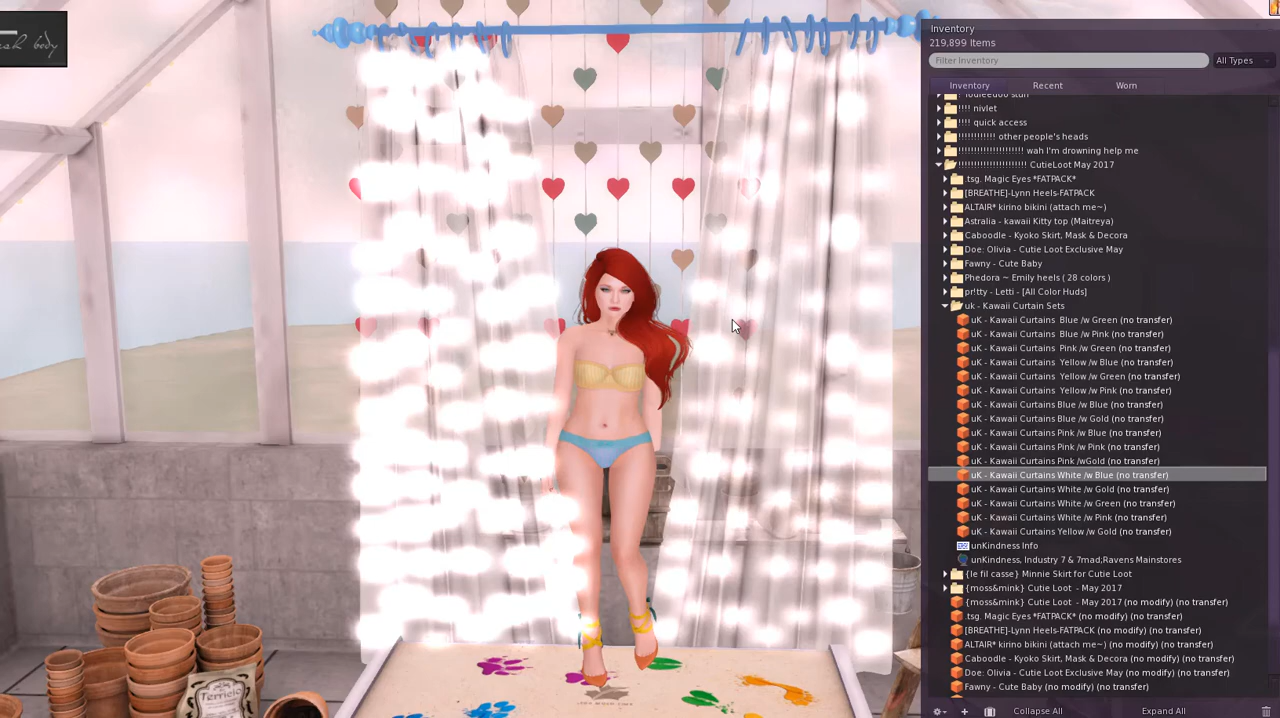 esh body
Inventory
219,899 Items
Filter Inventory
All Types
Inventory Recent Worn
!!!! nivlet
!!!! quick access
!!!!!!!!!!!! other people's heads
!!!!!!!!!!!!!!!!!!!!!!! wah I'm drowning help me
!!!!!!!!!!!!!!!!!!!!!!!! CutieLoot May 2017
.tsg. Magic Eyes *FATPACK*
[BREATHE]-Lynn Heels-FATPACK
ALTAIR* kirino bikini (attach me~)
Astralia - kawaii Kitty top (Maitreya)
Caboodle - Kyoko Skirt, Mask & Decora
Doe: Olivia - Cutie Loot Exclusive May
Fawny - Cute Baby
Phedora ~ Emily heels ( 28 colors )
pr!tty - Letti - [All Color Huds]
uk - Kawaii Curtain Sets
uK - Kawaii Curtains  Blue /w Green (no transfer)
uK - Kawaii Curtains  Blue /w Pink (no transfer)
uK - Kawaii Curtains  Pink /w Green (no transfer)
uK - Kawaii Curtains  Yellow /w Blue (no transfer)
uK - Kawaii Curtains  Yellow /w Green (no transfer)
uK - Kawaii Curtains  Yellow /w Pink (no transfer)
uK - Kawaii Curtains Blue /w Blue (no transfer)
uK - Kawaii Curtains Blue /w Gold (no transfer)
uK - Kawaii Curtains Pink /w Blue (no transfer)
uK - Kawaii Curtains Pink /w Pink (no transfer)
uK - Kawaii Curtains Pink /wGold (no transfer)
uK - Kawaii Curtains White /w Blue (no transfer)
uK - Kawaii Curtains White /w Gold (no transfer)
uK - Kawaii Curtains White /w Green (no transfer)
uK - Kawaii Curtains White /w Pink (no transfer)
uK - Kawaii Curtains Yellow /w Gold (no transfer)
unKindness Info
unKindness, Industry 7 & 7mad;Ravens Mainstores
{le fil casse} Minnie Skirt for Cutie Loot
{moss&mink} Cutie Loot  - May 2017
{moss&mink} Cutie Loot  - May 2017 (no modify) (no transfer)
.tsg. Magic Eyes *FATPACK* (no modify) (no transfer)
[BREATHE]-Lynn Heels-FATPACK (no modify) (no transfer)
ALTAIR* kirino bikini (attach me~) (no modify) (no transfer)
Caboodle - Kyoko Skirt, Mask & Decora (no modify) (no transfer)
Doe: Olivia - Cutie Loot Exclusive May (no modify) (no transfer)
Fawny - Cute Baby (no modify) (no transfer)
Collapse All Expand All
Terriclo